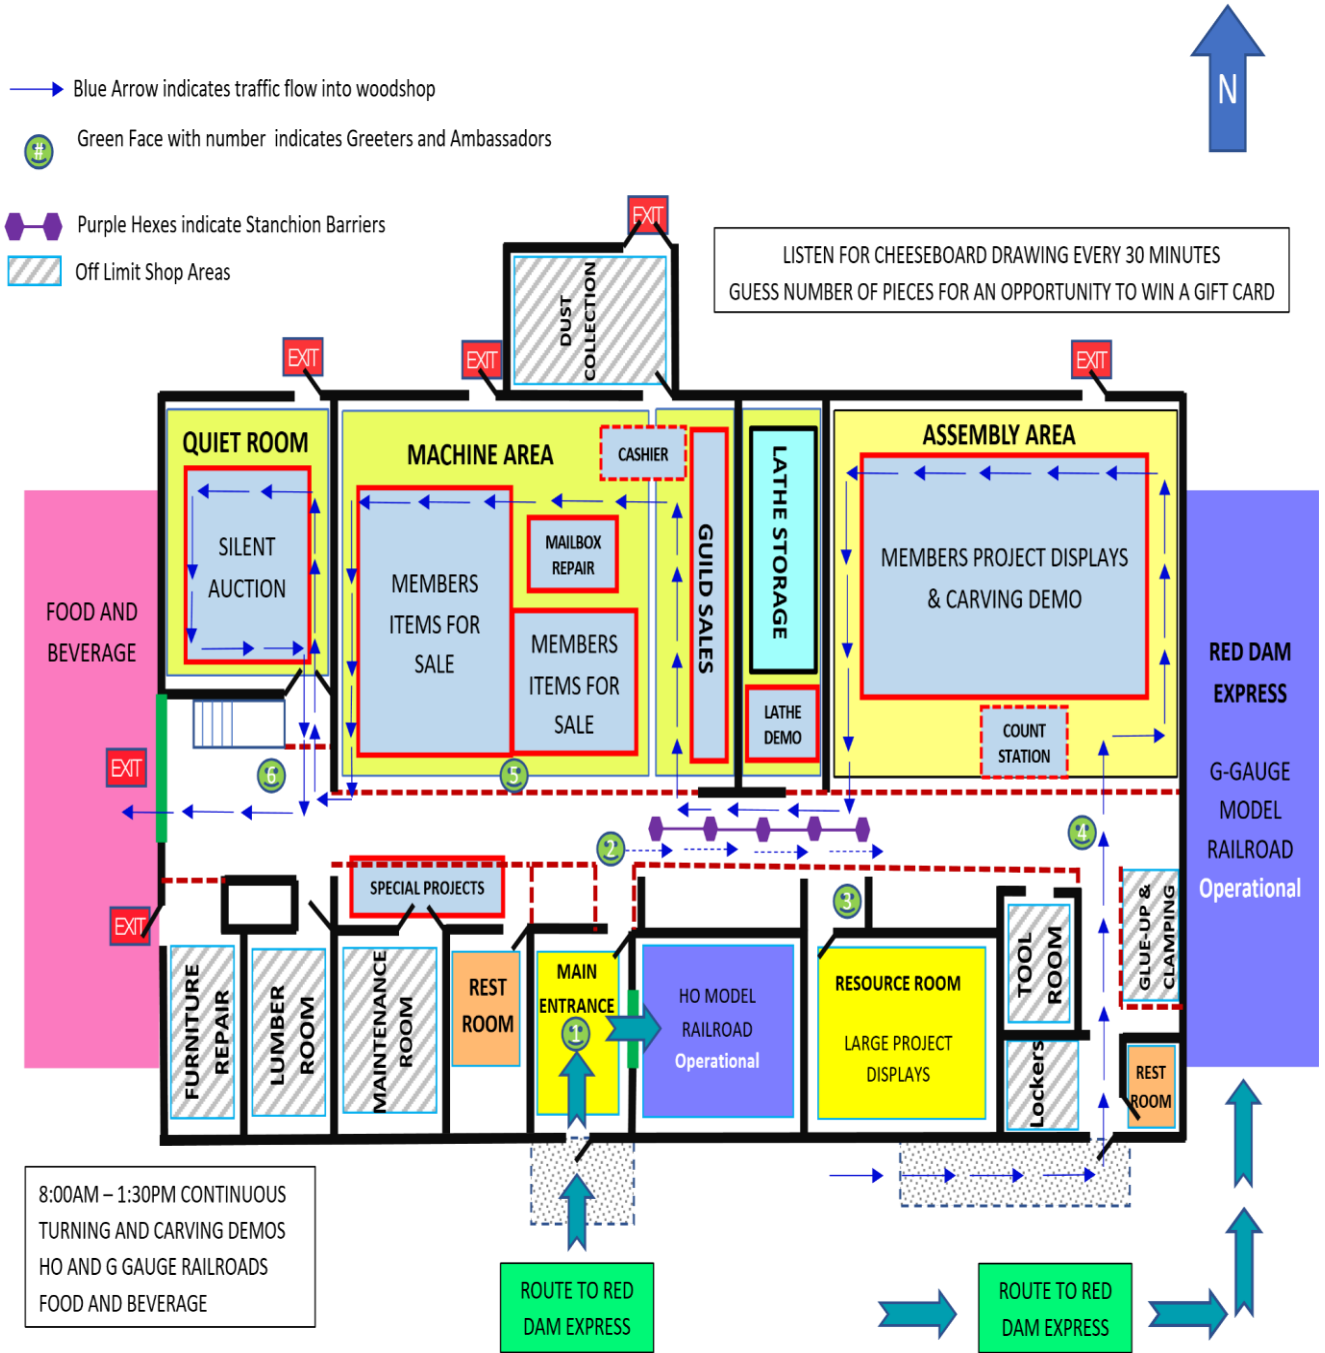 N
Blue Arrow indicates traffic flow into woodshop
#
Green Face with number  indicates Greeters and Ambassadors
Purple Hexes indicate Stanchion Barriers
Off Limit Shop Areas
EXIT
LISTEN FOR CHEESEBOARD DRAWING EVERY 30 MINUTES
GUESS NUMBER OF PIECES FOR AN OPPORTUNITY TO WIN A GIFT CARD
DUST
COLLECTION
EXIT
EXIT
EXIT
QUIET ROOM
MACHINE AREA
CASHIER
ASSEMBLY AREA
SILENT
AUCTION
MEMBERS
ITEMS FOR
SALE
MAILBOX
REPAIR
MEMBERS
ITEMS FOR
SALE
GUILD SALES
LATHE STORAGE
LATHE
DEMO
MEMBERS PROJECT DISPLAYS
& CARVING DEMO
COUNT
STATION
FOOD AND
BEVERAGE
RED DAM
EXPRESS
G-GAUGE
MODEL
RAILROAD
Operational
EXIT
6
5
2
4
3
SPECIAL PROJECTS
EXIT
FURNITURE
REPAIR
LUMBER
ROOM
MAINTENANCE
ROOM
REST
ROOM
MAIN
ENTRANCE
1
HO MODEL
RAILROAD
Operational
RESOURCE ROOM
LARGE PROJECT
DISPLAYS
TOOL
ROOM
Lockers
GLUE-UP &
CLAMPING
REST
ROOM
8:00AM – 1:30PM CONTINUOUS
TURNING AND CARVING DEMOS
HO AND G GAUGE RAILROADS
FOOD AND BEVERAGE
ROUTE TO RED
DAM EXPRESS
ROUTE TO RED
DAM EXPRESS